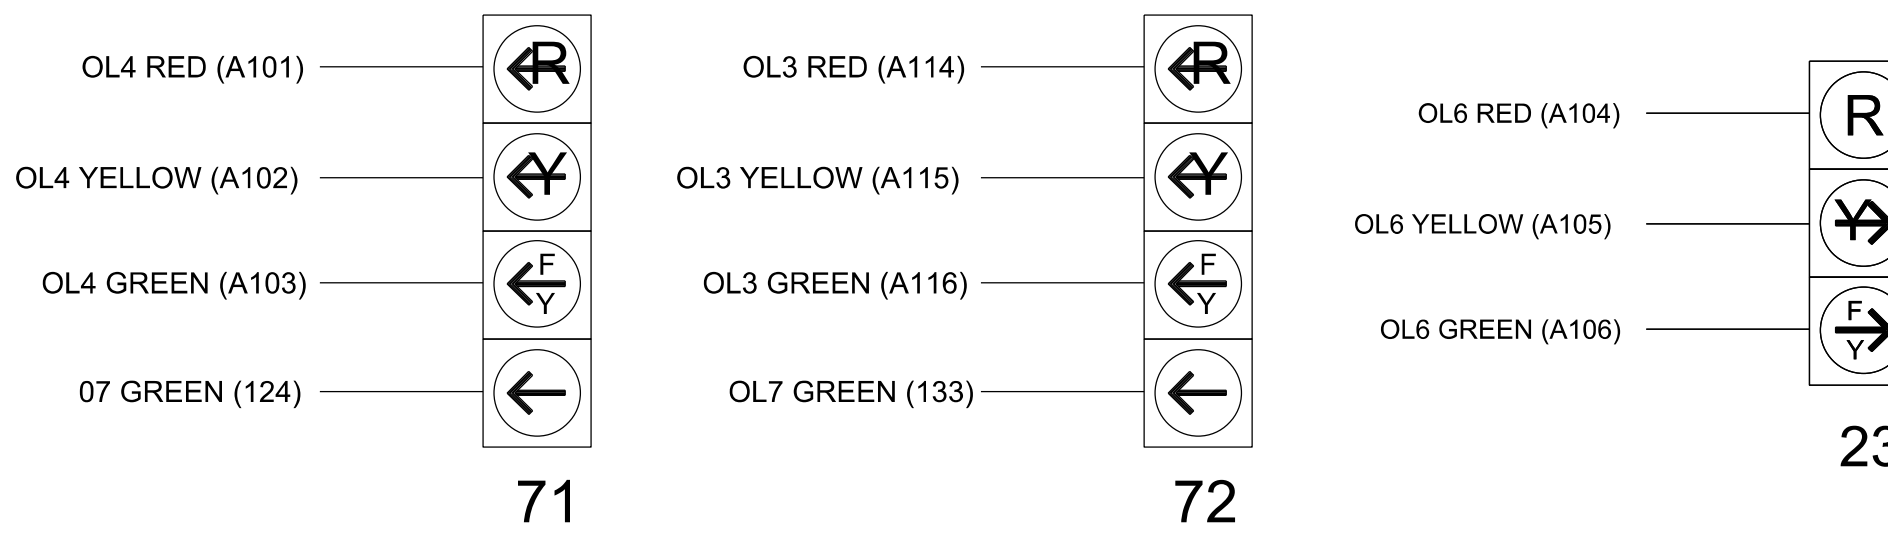 OL4 RED (A101)
R
OL4 YELLOW (A102)
Y
OL4 GREEN (A103)
F
Y
07 GREEN (124)
71
OL3 RED (A114)
R
OL3 YELLOW (A115)
Y
OL3 GREEN (A116)
F
Y
OL7 GREEN (133)
72
OL6 RED (A104)
R
OL6 YELLOW (A105)
Y
OL6 GREEN (A106)
F
Y
23